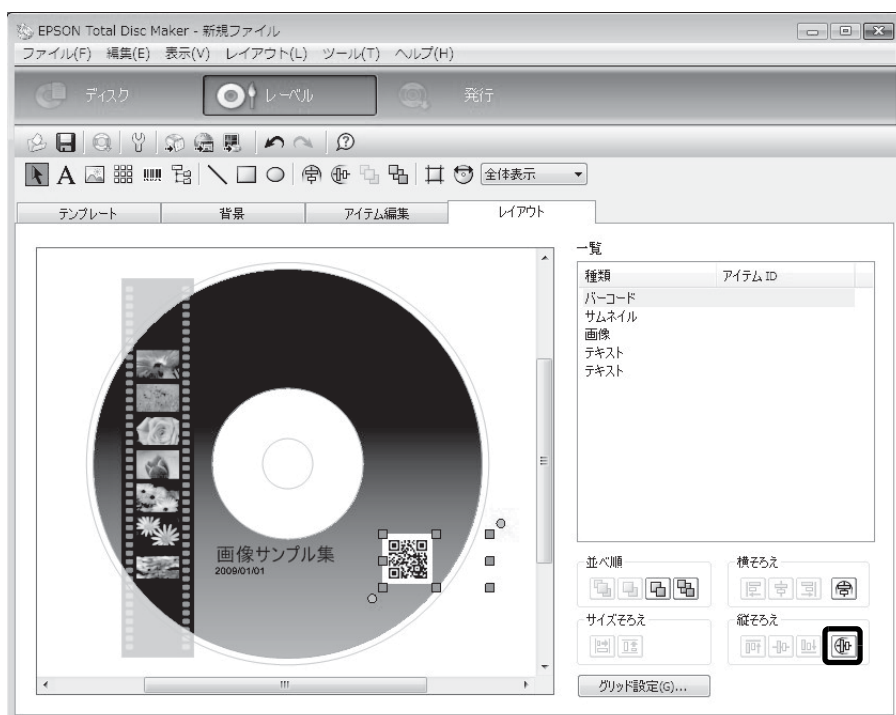 EPSON Total Disc Maker - 新規ファイル
ファイル(F) 編集(E) 表示(V) レイアウト(L) ツール(T) ヘルプ(H)
ディスク レーベル 発行
全体表示
テンプレート 背景 アイテム編集 レイアウト
一覧
種類 アイテム ID
バーコード
サムネイル
画像
テキスト
テキスト
画像サンプル集
2009/01/01
並べ順 横そろえ
サイズそろえ 縦そろえ
グリッド設定(G)...